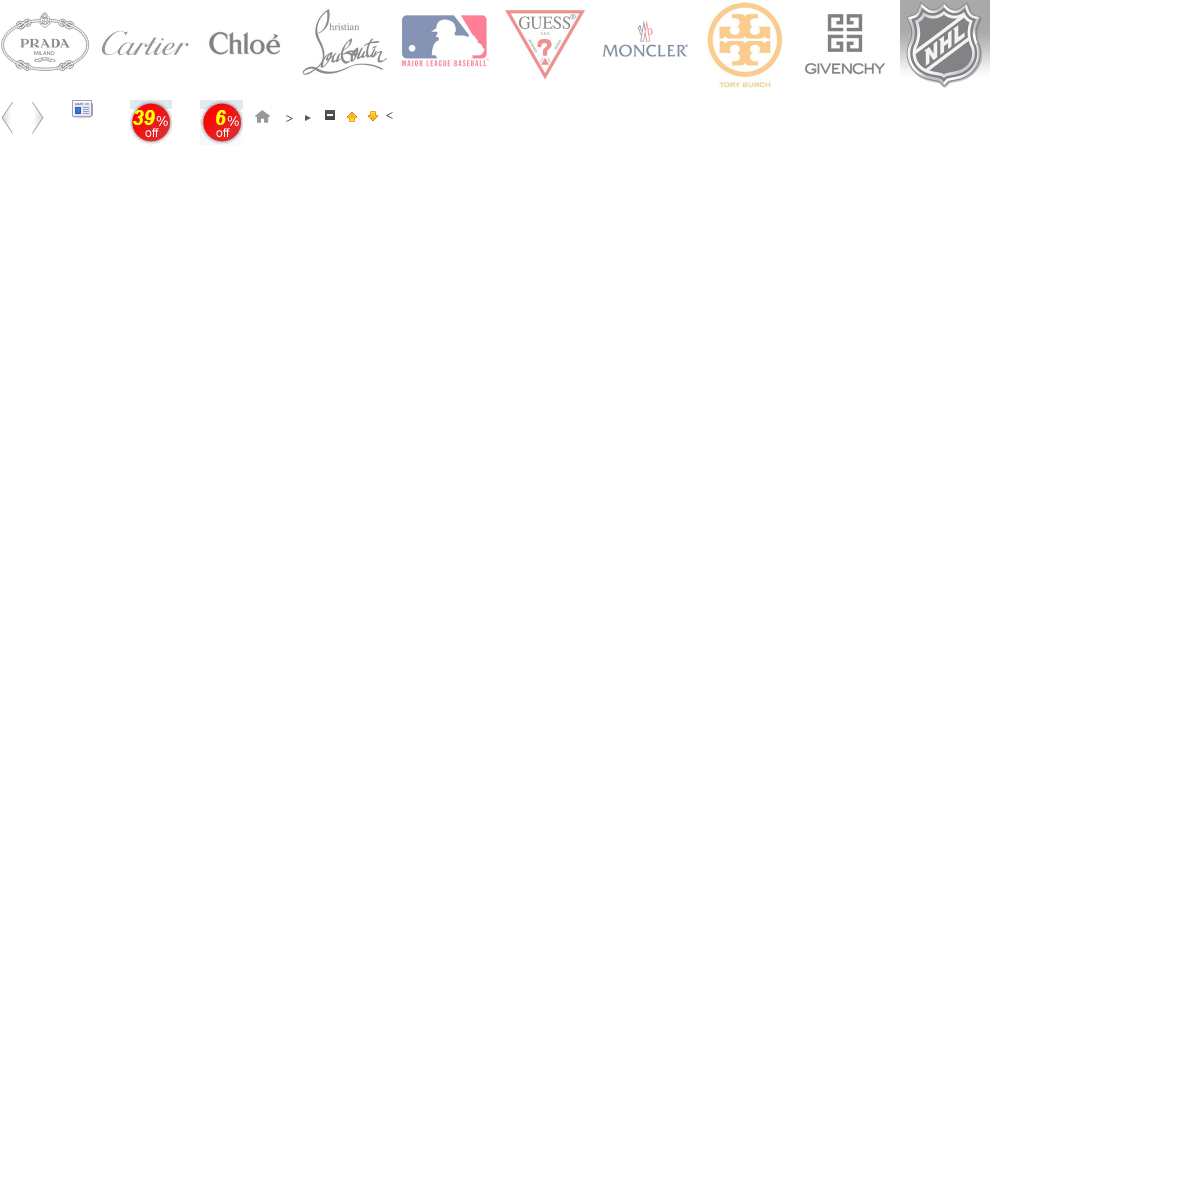 PRADA
MILANO
Cartier
Chloé
Christian
Louboutin
MAJOR LEAGUE BASEBALL
GUESS®
USA
?
MONCLER®
TORY BURCH
GIVENCHY
NHL
39%
off
6%
off
>
<